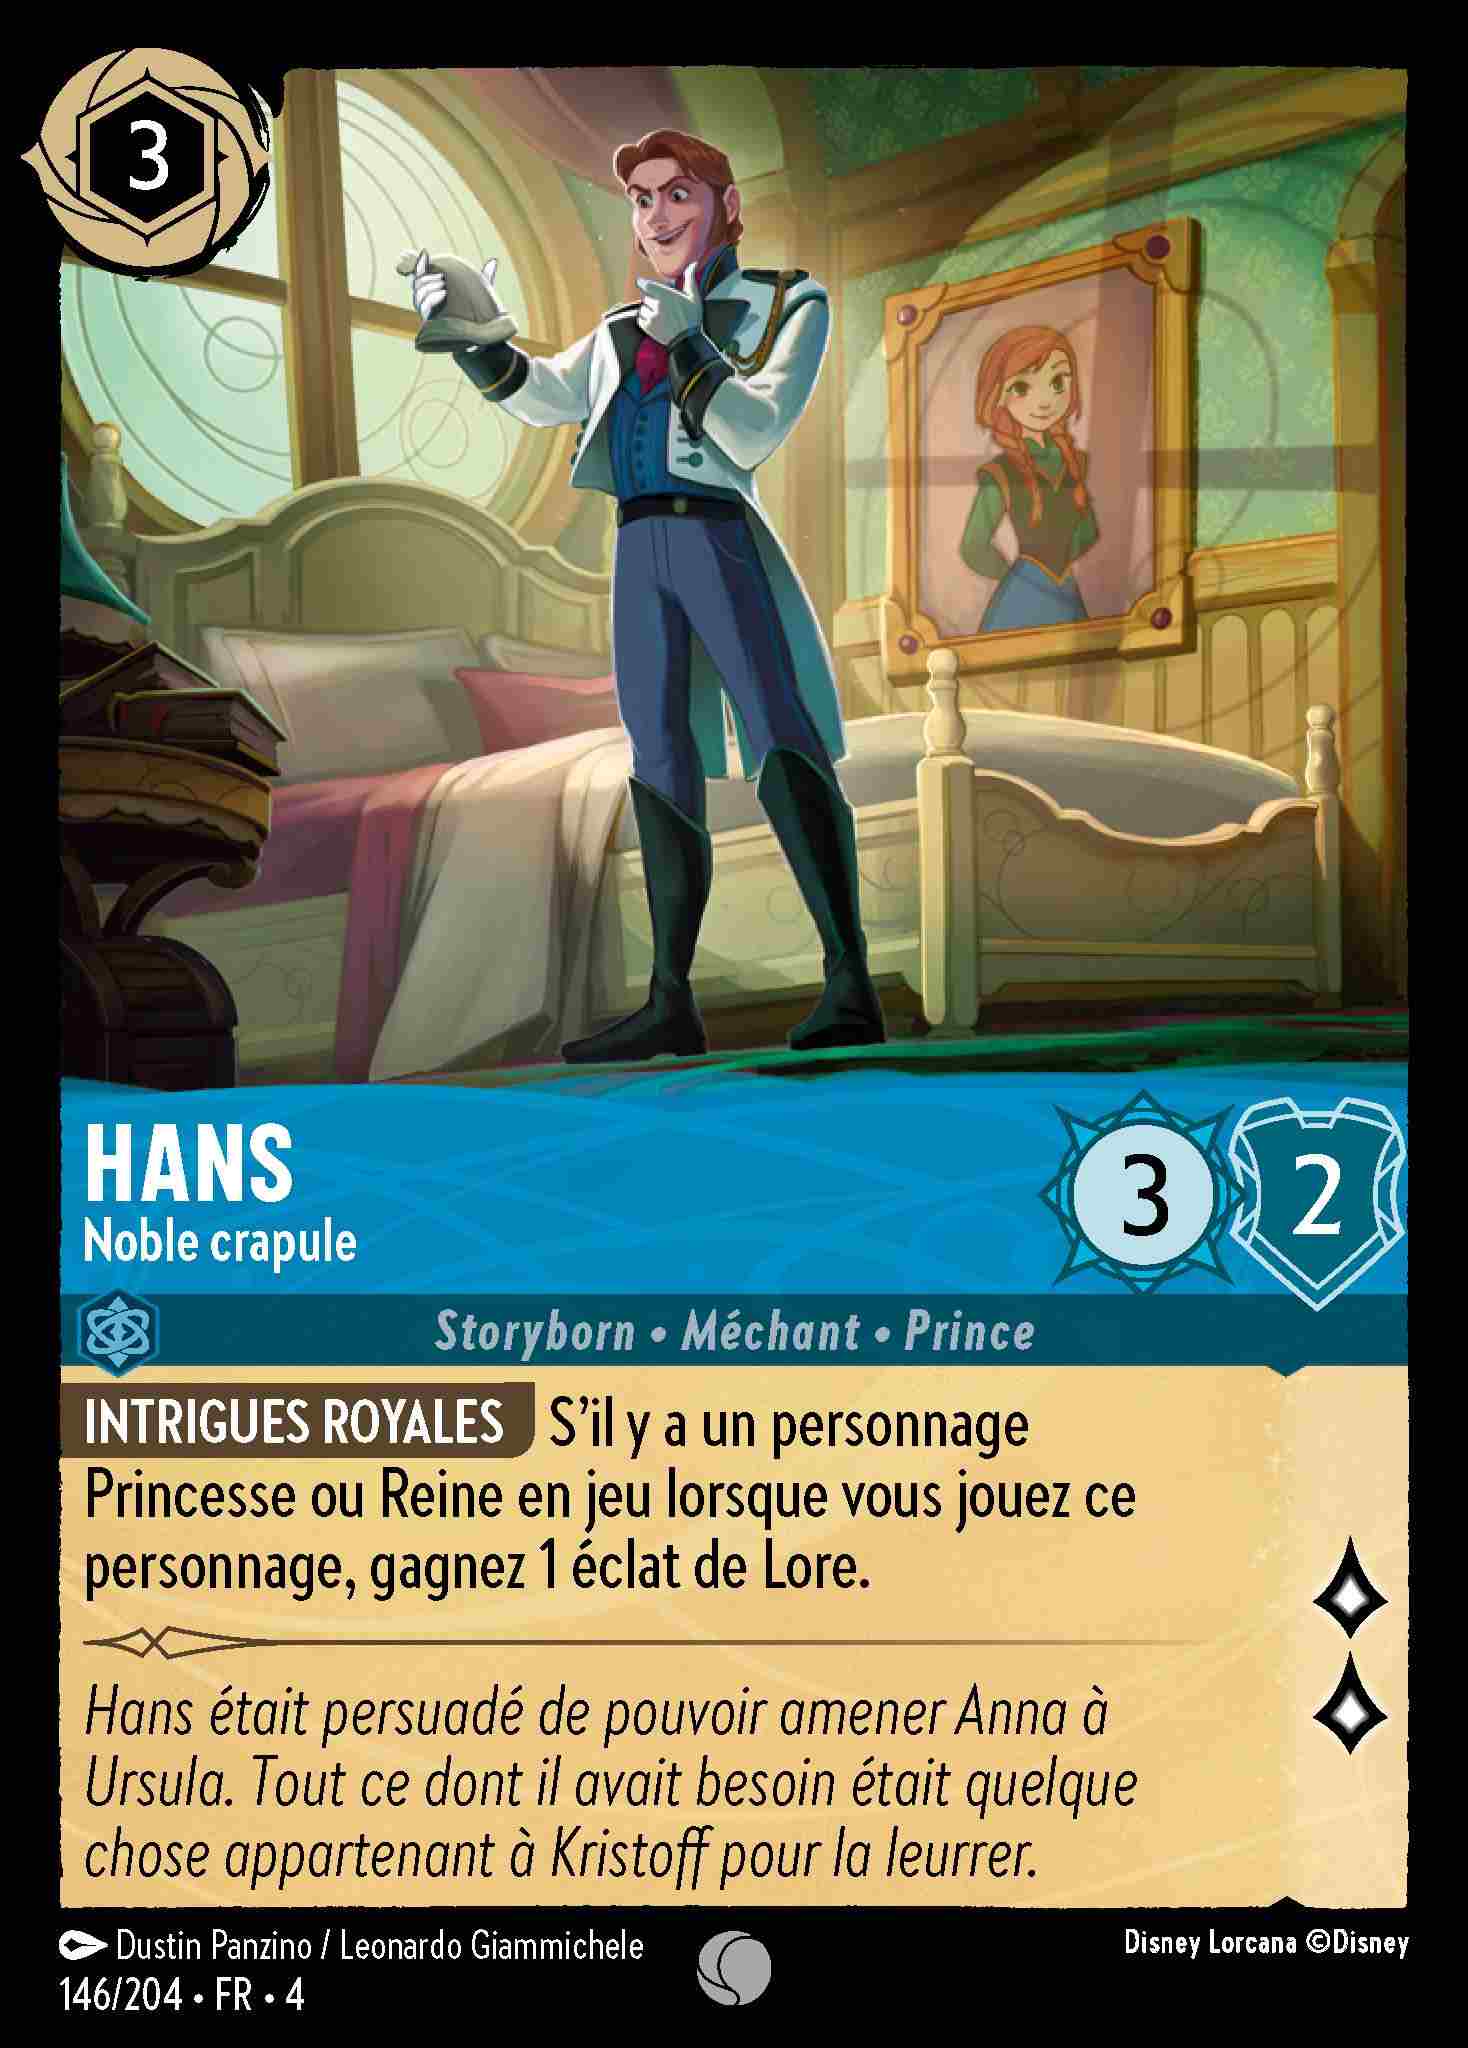 3
HANS
Noble crapule
3
2
Storyborn • Méchant • Prince
INTRIGUES ROYALES S’il y a un personnage
Princesse ou Reine en jeu lorsque vous jouez ce
personnage, gagnez 1 éclat de Lore.
Hans était persuadé de pouvoir amener Anna à
Ursula. Tout ce dont il avait besoin était quelque
chose appartenant à Kristoff pour la leurrer.
Dustin Panzino / Leonardo Giammichele
Disney Lorcana ©Disney
146/204 • FR • 4